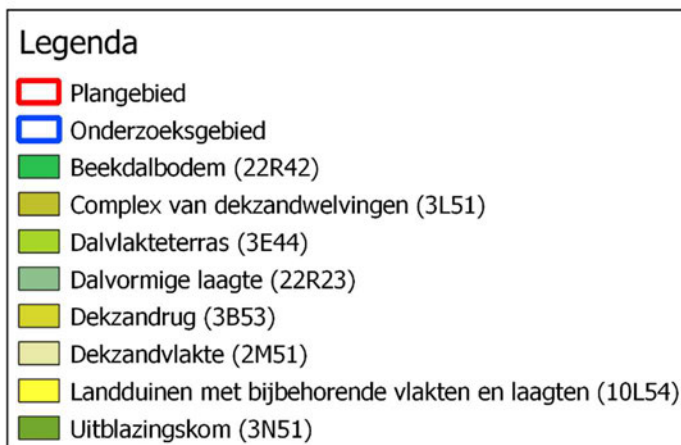 Legenda
Plangebied
Onderzoeksgebied
Beekdalbodem (22R42)
Complex van dekzandwelvingen (3L51)
Dalvlakteterras (3E44)
Dalvormige laagte (22R23)
Dekzandrug (3B53)
Dekzandvlakte (2M51)
Landduinen met bijbehorende vlakten en laagten (10L54)
Uitblazingskom (3N51)